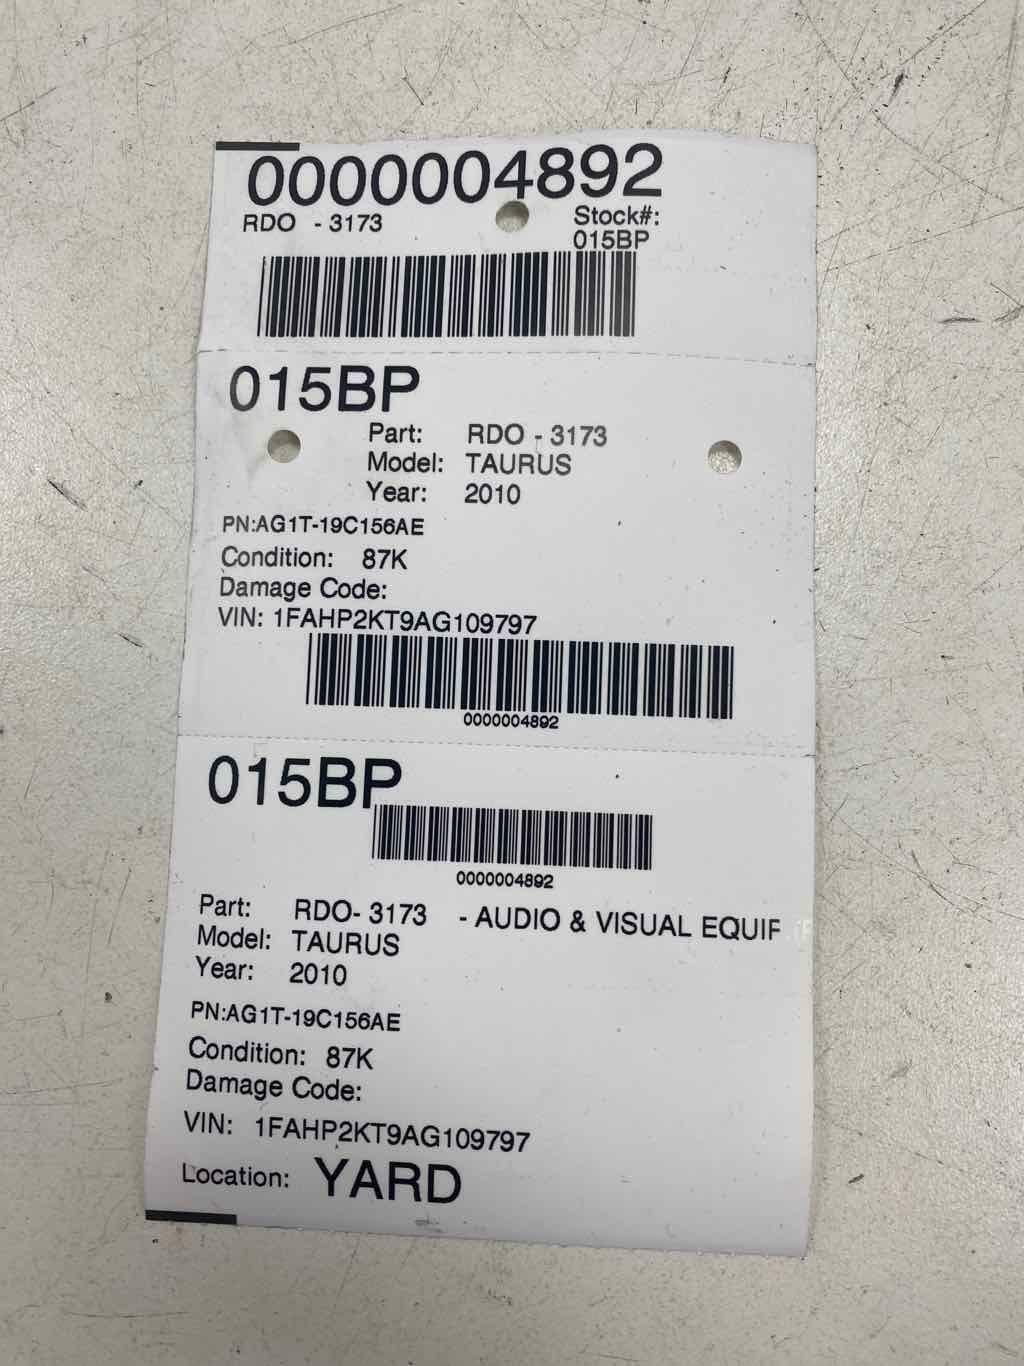 0000004892
RDO - 3173
Stock#:
015BP
015BP
Part: RDO - 3173
Model: TAURUS
Year: 2010
PN:AG1T-19C156AE
Condition: 87K
Damage Code:
VIN: 1FAHP2KT9AG109797
0000004892
015BP
0000004892
Part: RDO- 3173 - AUDIO & VISUAL EQUIP
Model: TAURUS
Year: 2010
PN:AG1T-19C156AE
Condition: 87K
Damage Code:
VIN: 1FAHP2KT9AG109797
Location: YARD